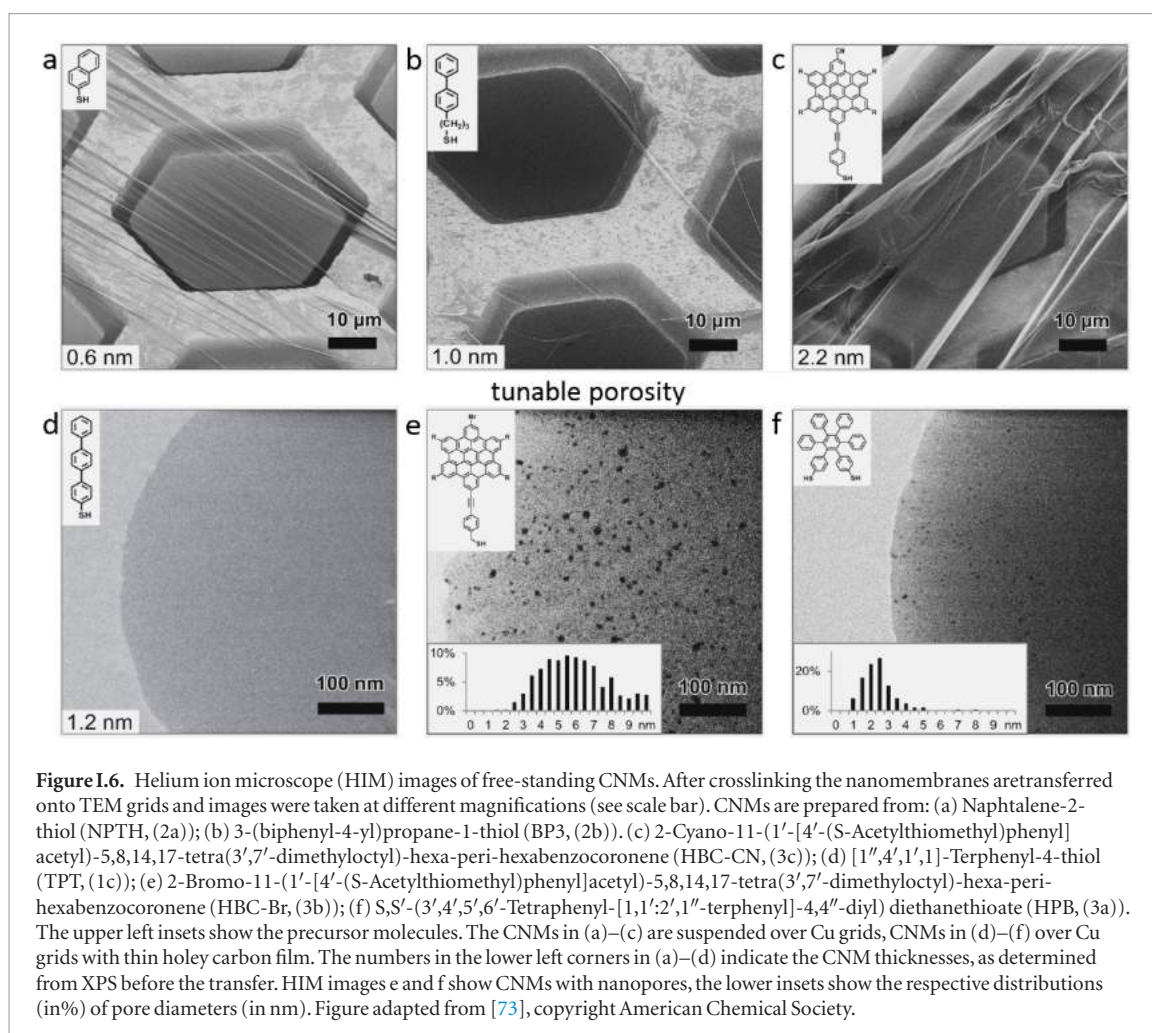 a
SH
0.6 nm
10 µm
b
(CH₂)₃
SH
1.0 nm
10 µm
c
CN
R R
R R
SH
2.2 nm
10 µm
tunable porosity
d
SH
1.2 nm
100 nm
e
Br
R R
R R
SH
10%
5%
0%
0 1 2 3 4 5 6 7 8 9 nm
100 nm
f
HS SH
20%
0%
0 1 2 3 4 5 6 7 8 9 nm
100 nm
Figure I.6. Helium ion microscope (HIM) images of free-standing CNMs. After crosslinking the nanomembranes aretransferred
onto TEM grids and images were taken at different magnifications (see scale bar). CNMs are prepared from: (a) Naphtalene-2-
thiol (NPTH, (2a)); (b) 3-(biphenyl-4-yl)propane-1-thiol (BP3, (2b)). (c) 2-Cyano-11-(1′-[4′-(S-Acetylthiomethyl)phenyl]
acetyl)-5,8,14,17-tetra(3′,7′-dimethyloctyl)-hexa-peri-hexabenzocoronene (HBC-CN, (3c)); (d) [1″,4′,1′,1]-Terphenyl-4-thiol
(TPT, (1c)); (e) 2-Bromo-11-(1′-[4′-(S-Acetylthiomethyl)phenyl]acetyl)-5,8,14,17-tetra(3′,7′-dimethyloctyl)-hexa-peri-
hexabenzocoronene (HBC-Br, (3b)); (f) S,S′-(3′,4′,5′,6′-Tetraphenyl-[1,1′:2′,1″-terphenyl]-4,4″-diyl) diethanethioate (HPB, (3a)).
The upper left insets show the precursor molecules. The CNMs in (a)–(c) are suspended over Cu grids, CNMs in (d)–(f) over Cu
grids with thin holey carbon film. The numbers in the lower left corners in (a)–(d) indicate the CNM thicknesses, as determined
from XPS before the transfer. HIM images e and f show CNMs with nanopores, the lower insets show the respective distributions
(in%) of pore diameters (in nm). Figure adapted from [73], copyright American Chemical Society.